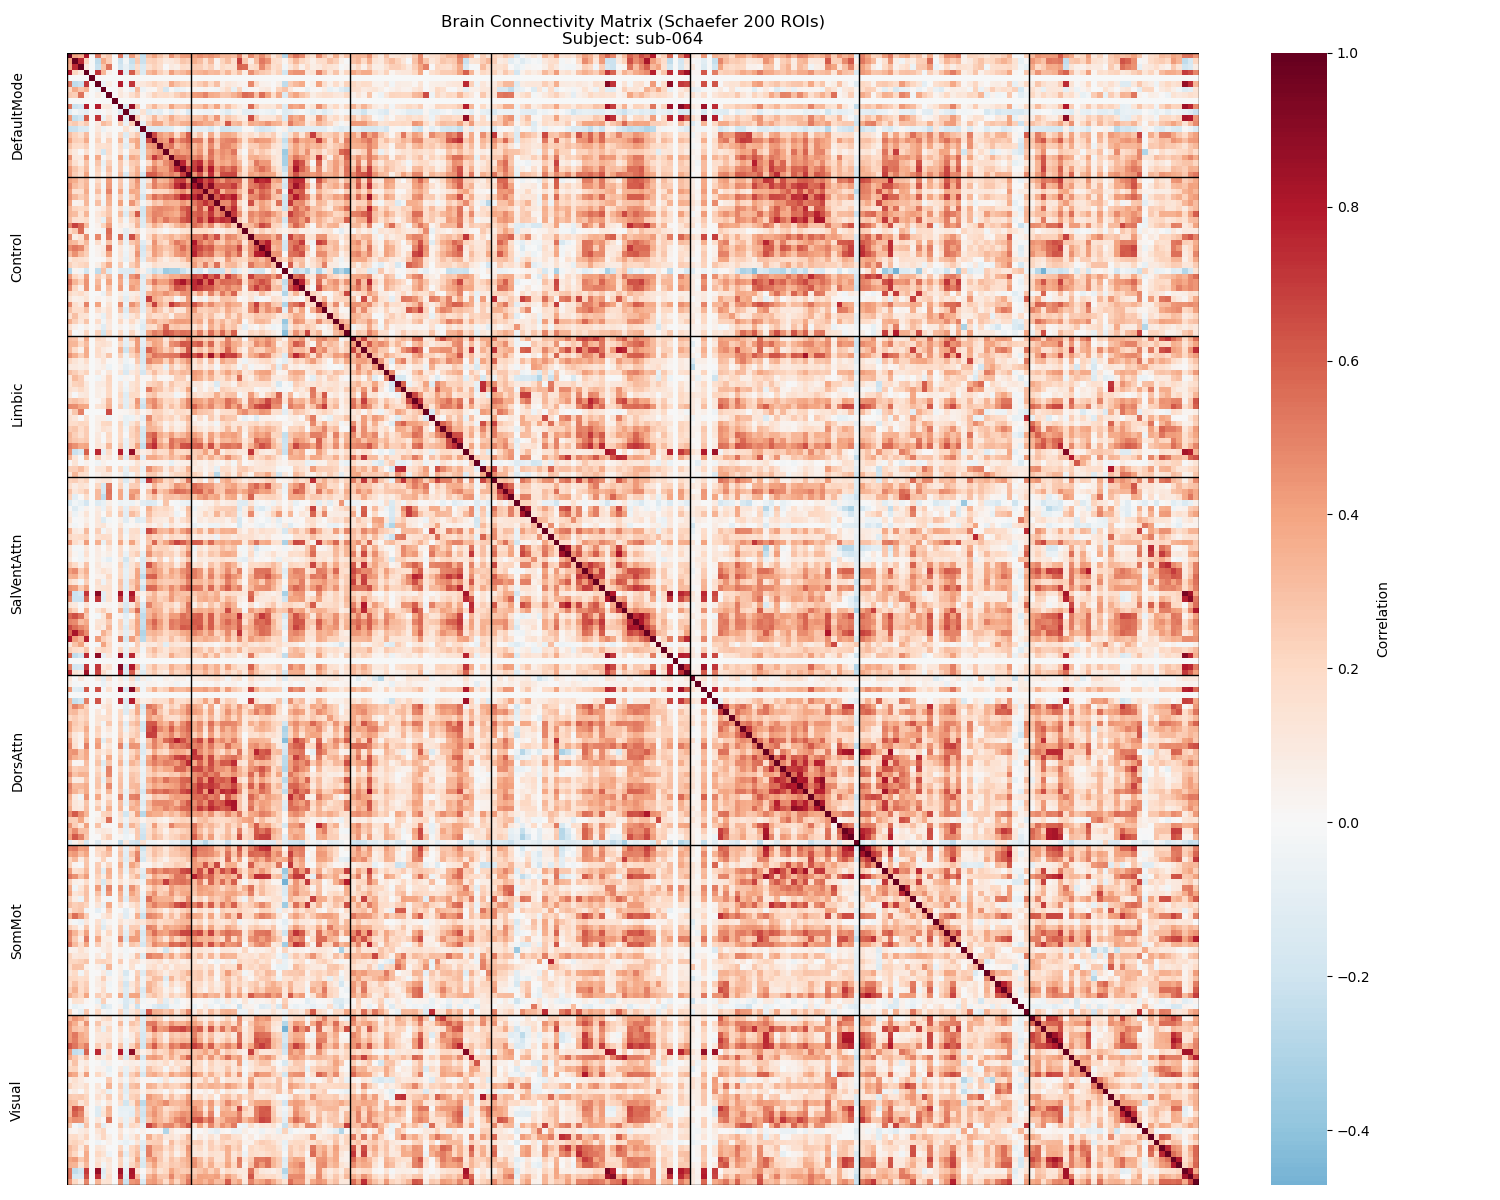 Brain Connectivity Matrix (Schaefer 200 ROIs)
Subject: sub-064
DefaultMode
Control
Limbic
SalVentAttn
DorsAttn
SomMot
Visual
1.0
0.8
0.6
0.4
0.2
0.0
−0.2
−0.4
Correlation